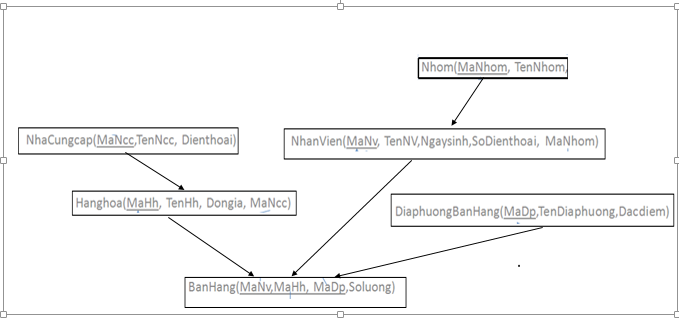 Nhom(MaNhom, TenNhom,
NhaCungcap(MaNcc,TenNcc, Dienthoai)
NhanVien(MaNv, TenNV,Ngaysinh,SoDienthoai, MaNhom)
Hanghoa(MaHh, TenHh, Dongia, MaNcc)
DiaphuongBanHang(MaDp,TenDiaphuong,Dacdiem)
BanHang(MaNv,MaHh, MaDp,Soluong)